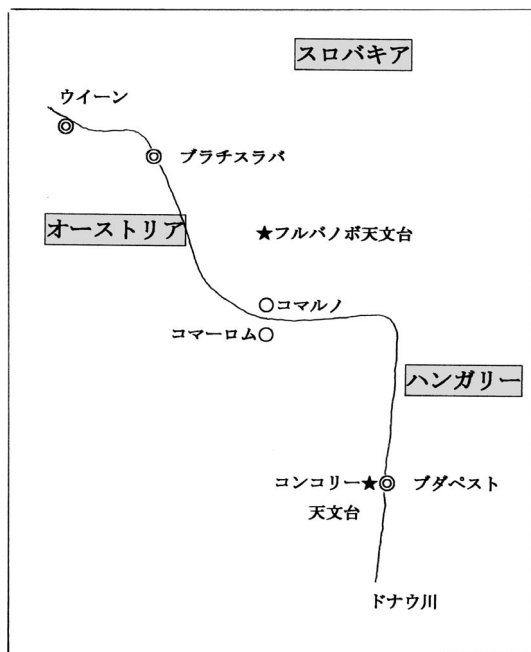 スロバキア
ウイーン
ブラチスラバ
オーストリア
★フルバノボ天文台
コマルノ
コマーロム
ハンガリー
コンコリー★
ブダペスト
天文台
ドナウ川